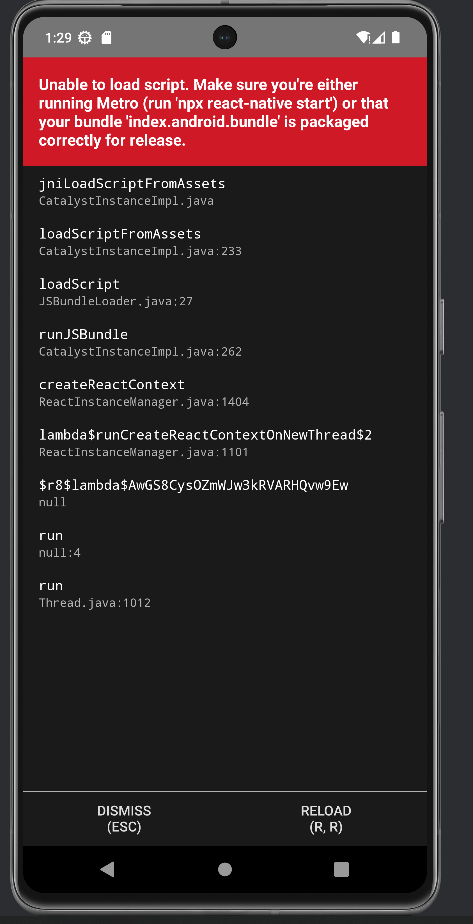 1:29
Unable to load script. Make sure you're either
running Metro (run 'npx react-native start') or that
your bundle 'index.android.bundle' is packaged
correctly for release.
jniLoadScriptFromAssets
CatalystInstanceImpl.java
loadScriptFromAssets
CatalystInstanceImpl.java:233
loadScript
JSBundleLoader.java:27
runJSBundle
CatalystInstanceImpl.java:262
createReactContext
ReactInstanceManager.java:1404
lambda$runCreateReactContextOnNewThread$2
ReactInstanceManager.java:1101
$r8$lambda$AwGS8CysOZmWJw3kRVARHQvw9Ew
null
run
null:4
run
Thread.java:1012
DISMISS
(ESC)
RELOAD
(R, R)